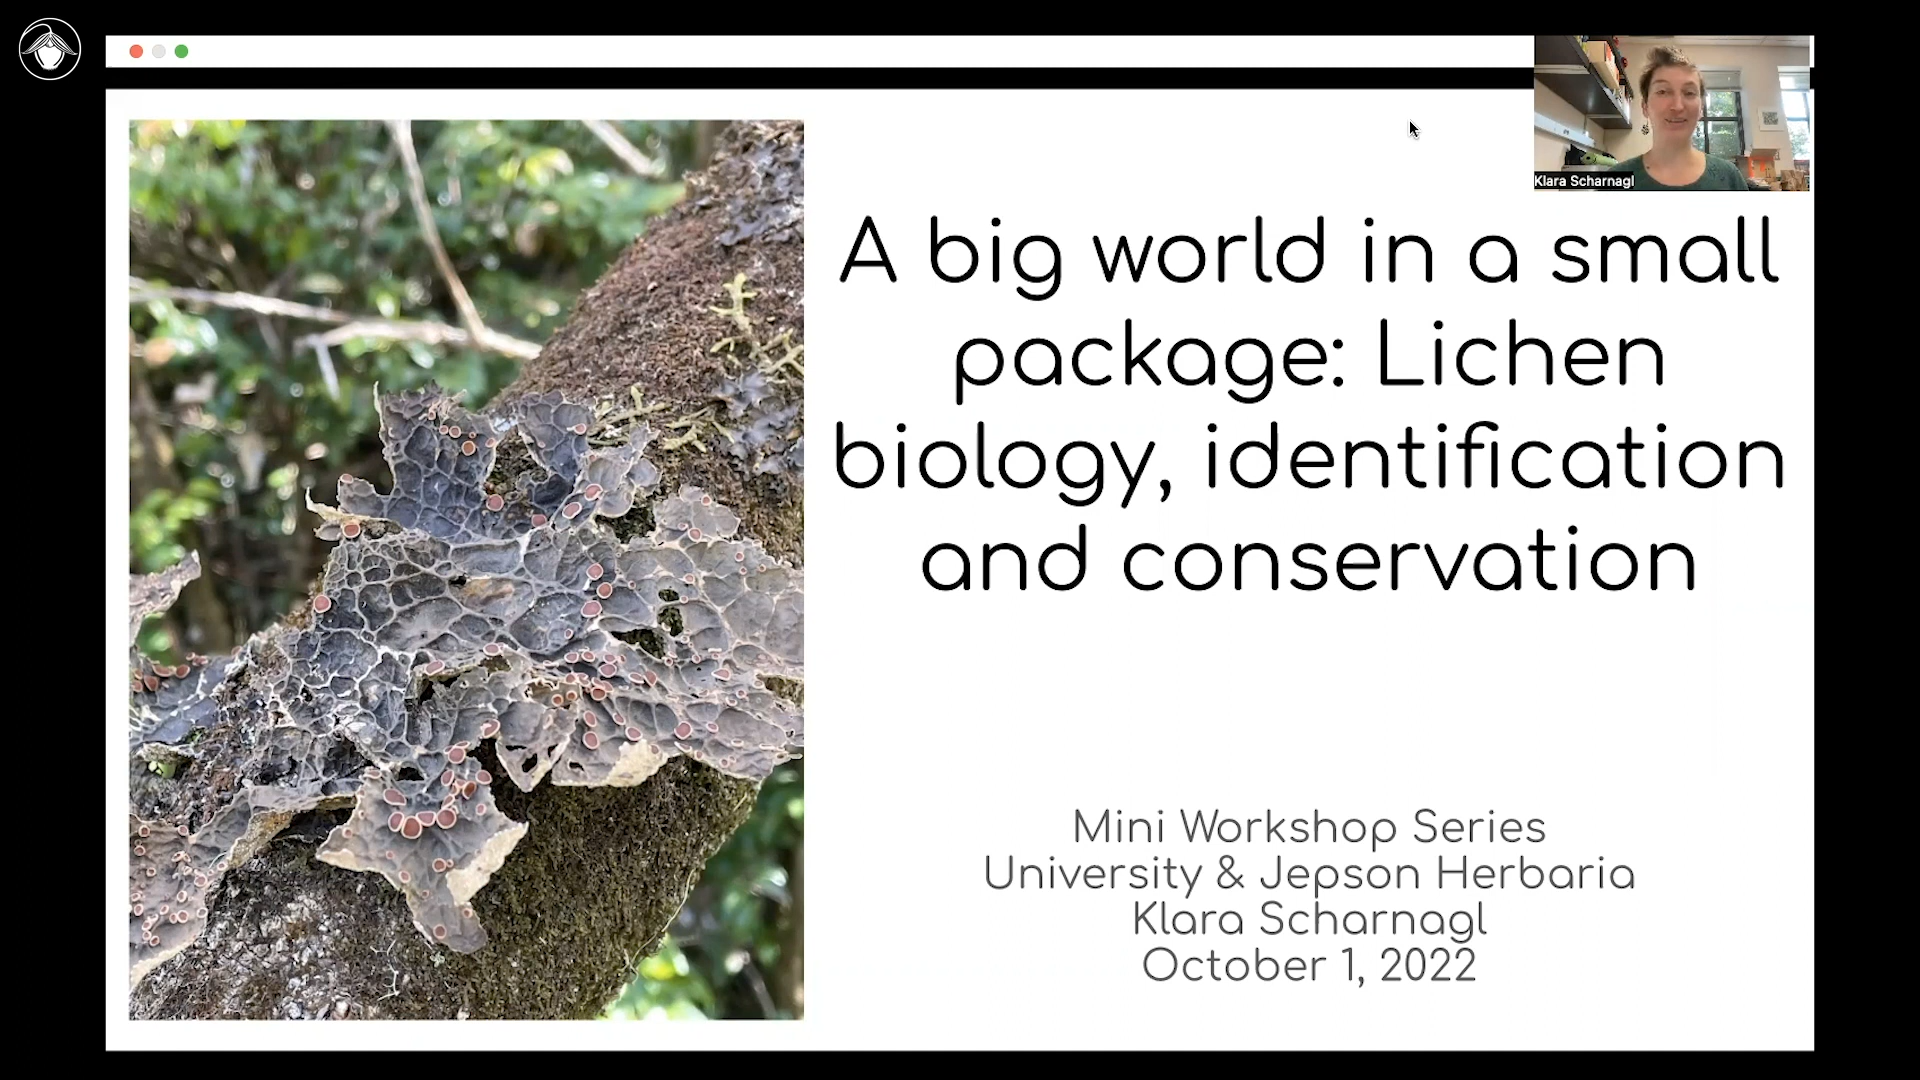 Klara Scharnagl
A big world in a small
package: Lichen
biology, identification
and conservation
Mini Workshop Series
University & Jepson Herbaria
Klara Scharnagl
October 1, 2022